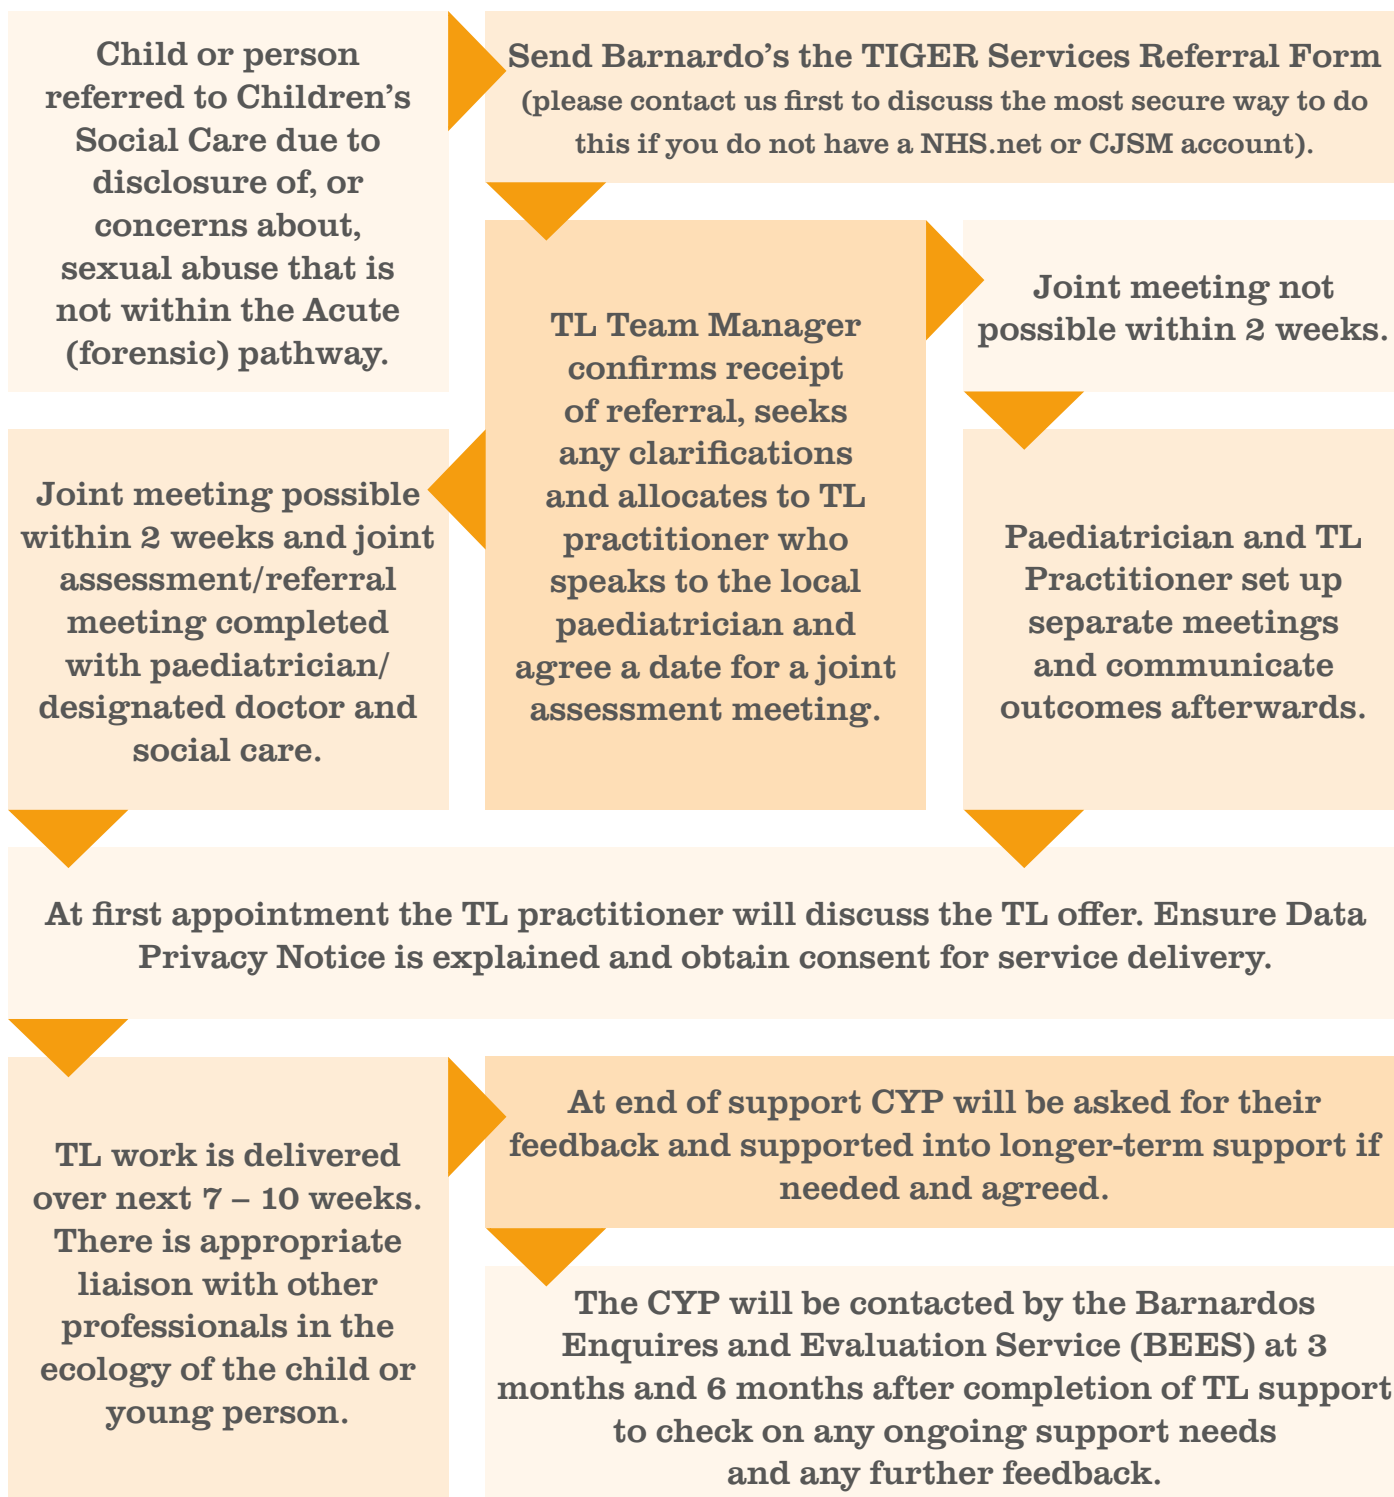 Child or person
referred to Children's
Social Care due to
disclosure of, or
concerns about,
sexual abuse that is
not within the Acute
(forensic) pathway.
Send Barnardo's the TIGER Services Referral Form
(please contact us first to discuss the most secure way to do
this if you do not have a NHS.net or CJSM account).
TL Team Manager
confirms receipt
of referral, seeks
any clarifications
and allocates to TL
practitioner who
speaks to the local
paediatrician and
agree a date for a joint
assessment meeting.
Joint meeting not
possible within 2 weeks.
Joint meeting possible
within 2 weeks and joint
assessment/referral
meeting completed
with paediatrician/
designated doctor and
social care.
Paediatrician and TL
Practitioner set up
separate meetings
and communicate
outcomes afterwards.
At first appointment the TL practitioner will discuss the TL offer. Ensure Data
Privacy Notice is explained and obtain consent for service delivery.
TL work is delivered
over next 7 – 10 weeks.
There is appropriate
liaison with other
professionals in the
ecology of the child or
young person.
At end of support CYP will be asked for their
feedback and supported into longer-term support if
needed and agreed.
The CYP will be contacted by the Barnardos
Enquires and Evaluation Service (BEES) at 3
months and 6 months after completion of TL support
to check on any ongoing support needs
and any further feedback.